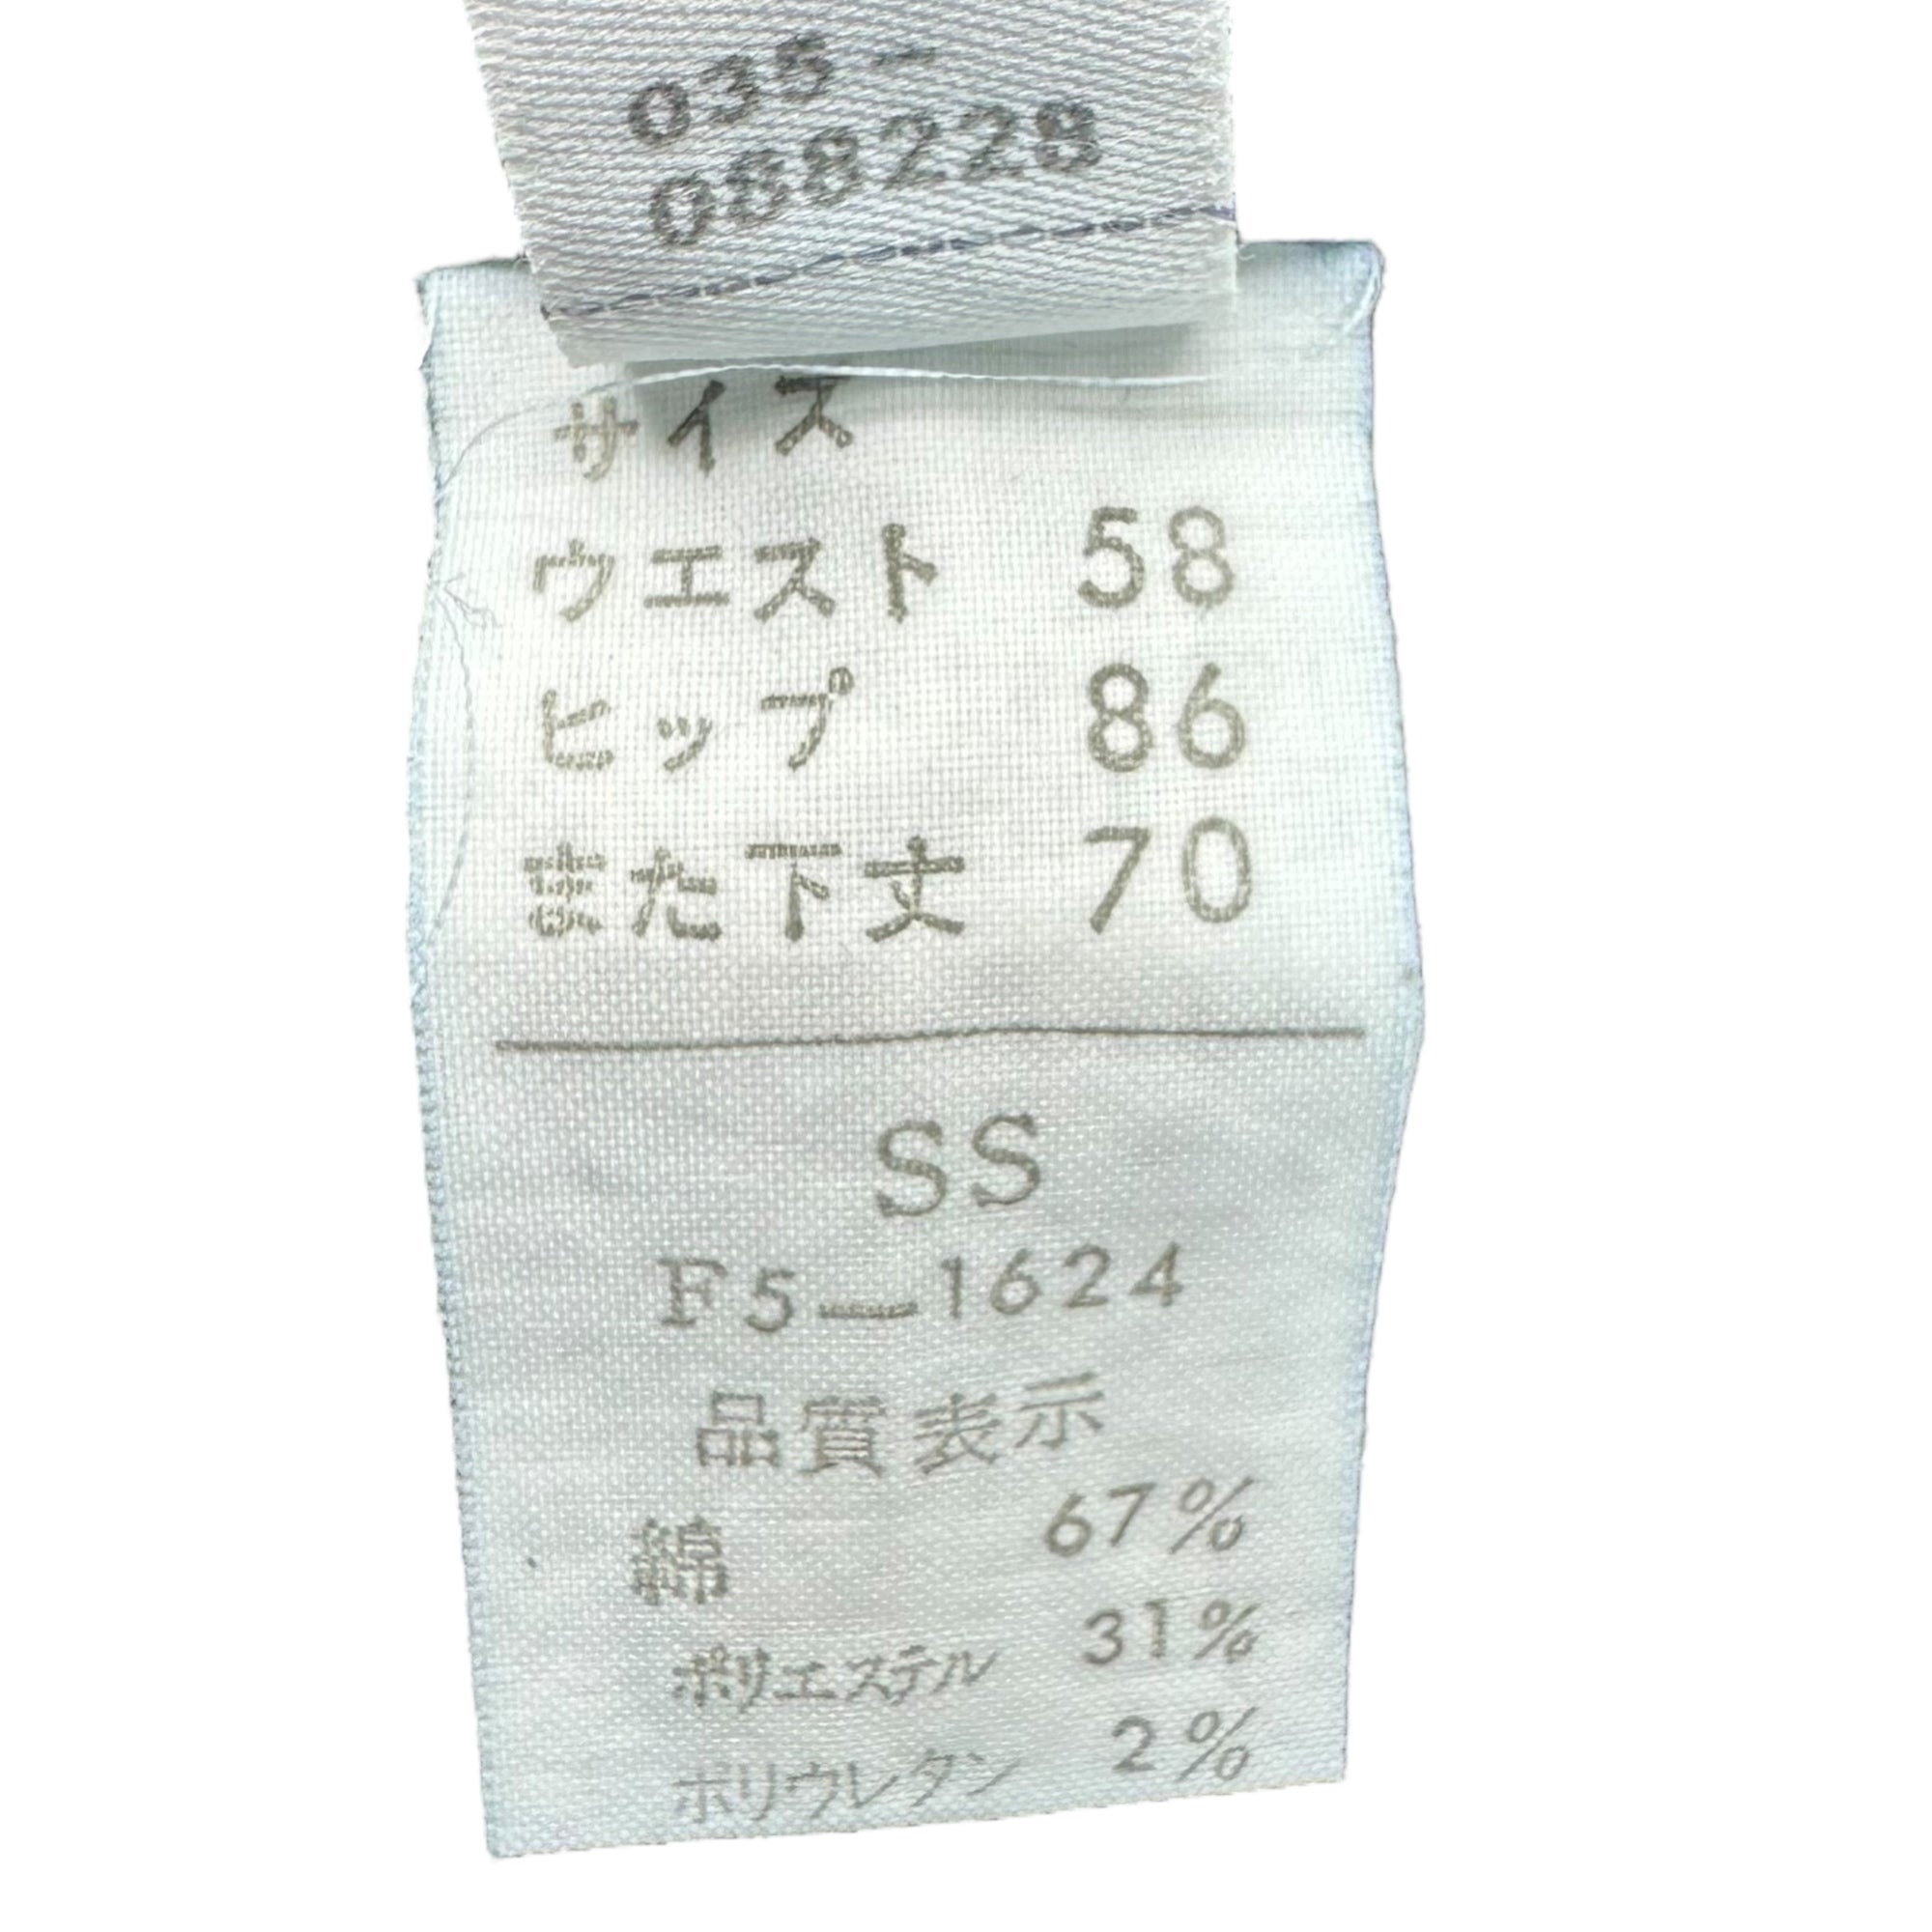 035-
088228
サイズ
ウエスト 58
ヒップ 86
また下丈 70
SS
F5-1624
品質表示
綿 67%
ポリエステル 31%
ポリウレタン 2%